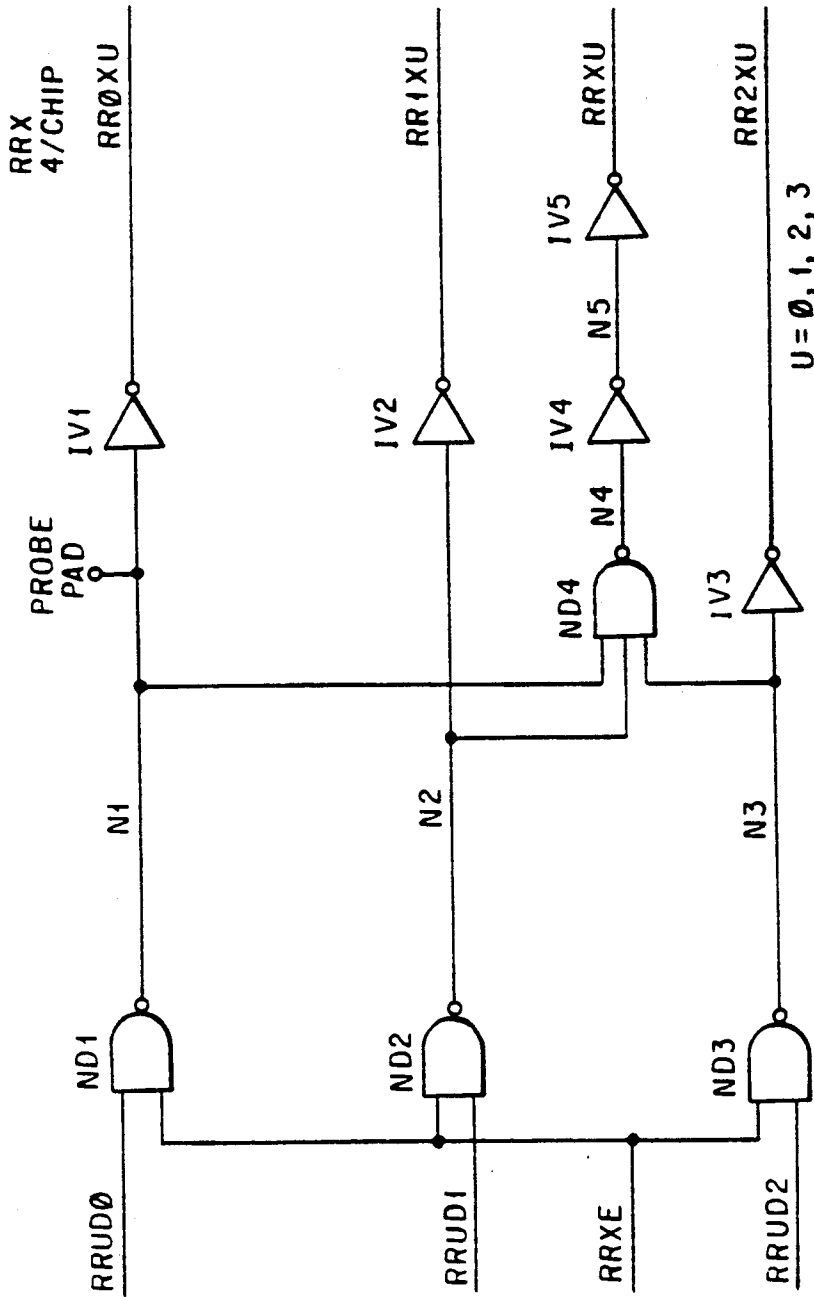 RRX
4/CHIP
PROBE
PAD
RRUDØ
ND1
N1
IV1
RRØXU
RRUD1
ND2
N2
IV2
RR1XU
RRXE
ND4
N4
IV4
N5
IV5
RRXU
RRUD2
ND3
N3
IV3
RR2XU
U=Ø,1,2,3